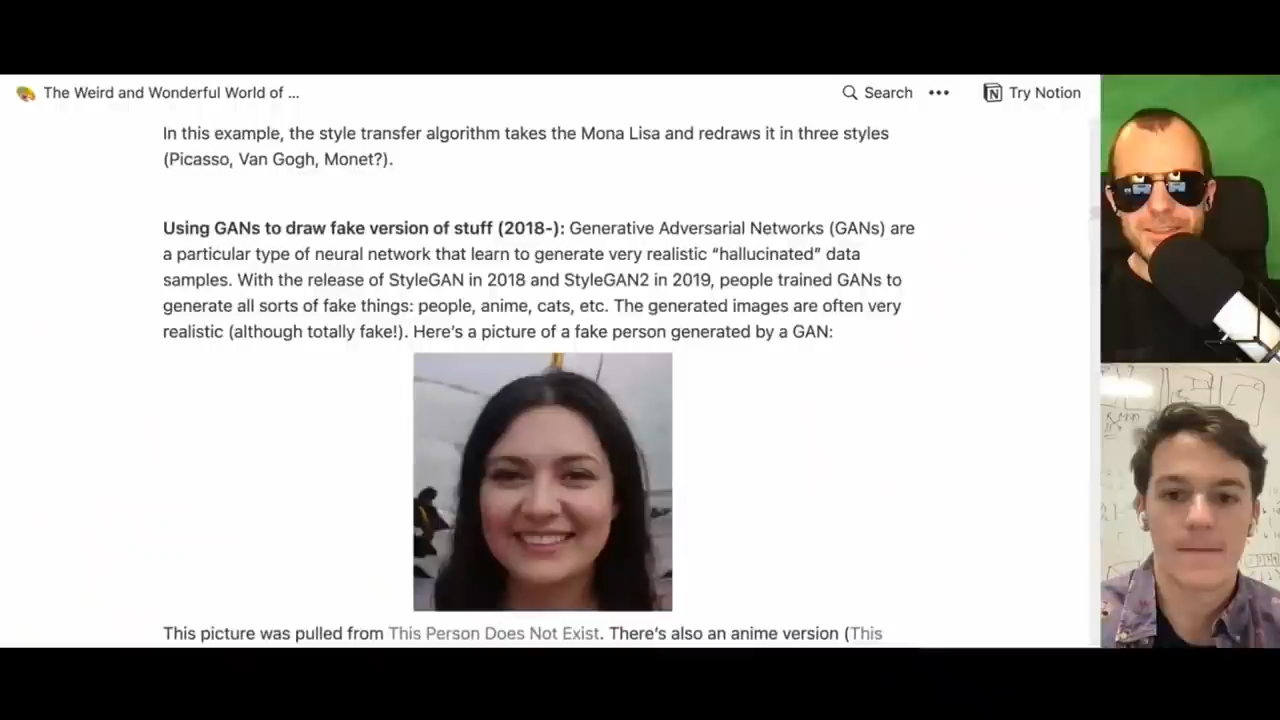 The Weird and Wonderful World of ...
Search
Try Notion
In this example, the style transfer algorithm takes the Mona Lisa and redraws it in three styles
(Picasso, Van Gogh, Monet?).
Using GANs to draw fake version of stuff (2018-): Generative Adversarial Networks (GANs) are
a particular type of neural network that learn to generate very realistic “hallucinated” data
samples. With the release of StyleGAN in 2018 and StyleGAN2 in 2019, people trained GANs to
generate all sorts of fake things: people, anime, cats, etc. The generated images are often very
realistic (although totally fake!). Here’s a picture of a fake person generated by a GAN:
This picture was pulled from This Person Does Not Exist. There’s also an anime version (This